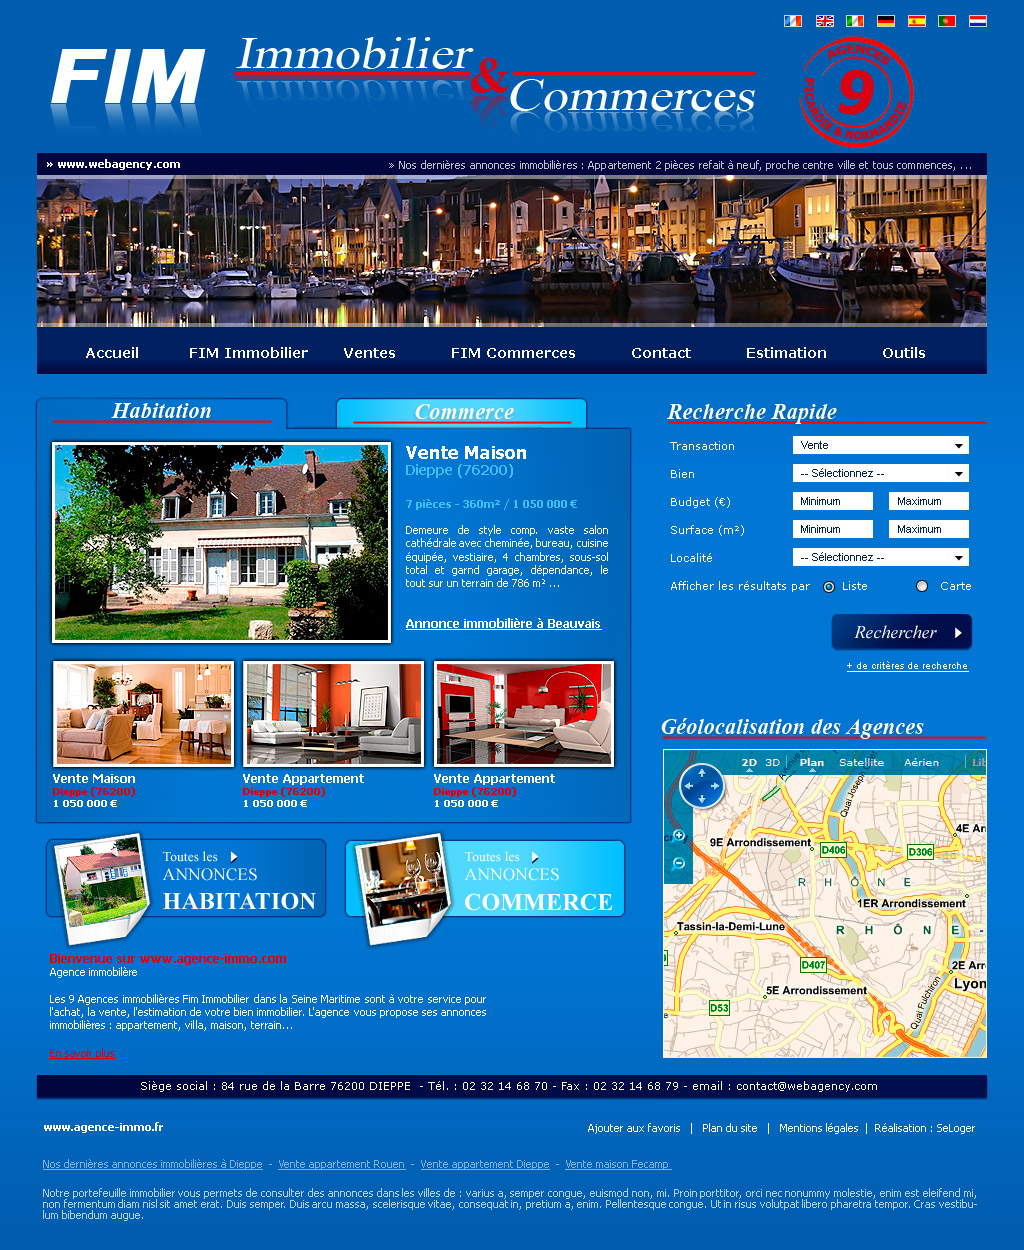 FIM
Immobilier
&
Commerces
AGENCES
9
PICARDIE & NORMANDIE
» www.webagency.com
» Nos dernières annonces immobilières : Appartement 2 pièces refait à neuf, proche centre ville et tous commences, ...
Accueil FIM Immobilier Ventes FIM Commerces Contact Estimation Outils
Habitation
Commerce
Vente Maison
Dieppe (76200)
7 pièces - 360m² / 1 050 000 €
Demeure de style comp. vaste salon
cathédrale avec cheminée, bureau, cuisine
équipée, vestiaire, 4 chambres, sous-sol
total et garnd garage, dépendance, le
tout sur un terrain de 786 m² ...
Annonce immobilière à Beauvais
Vente Maison
Dieppe (76200)
1 050 000 €
Vente Appartement
Dieppe (76200)
1 050 000 €
Vente Appartement
Dieppe (76200)
1 050 000 €
Toutes les
ANNONCES
HABITATION
Toutes les
ANNONCES
COMMERCE
Bienvenue sur www.agence-immo.com
Agence immobilère
Les 9 Agences immobilières Fim Immobilier dans la Seine Maritime sont à votre service pour
l'achat, la vente, l'estimation de votre bien immobilier. L'agence vous propose ses annonces
immobilières : appartement, villa, maison, terrain...
En savoir plus
Recherche Rapide
Transaction Vente
Bien -- Sélectionnez --
Budget (€) Minimum Maximum
Surface (m²) Minimum Maximum
Localité -- Sélectionnez --
Afficher les résultats par Liste Carte
Rechercher
+ de critères de recherche
Géolocalisation des Agences
2D 3D Plan Satellite Aérien Lib
Quai Joseph
4E Arr
9E Arrondissement
D406
D306
RHÔNE
1ER Arrondissement
Tassin-la-Demi-Lune
RHÔNE-
D407
2E Arr
5E Arrondissement
Lyon
D53
Quai Fulchiron
Siège social : 84 rue de la Barre 76200 DIEPPE - Tél. : 02 32 14 68 70 - Fax : 02 32 14 68 79 - email : contact@webagency.com
www.agence-immo.fr
Ajouter aux favoris | Plan du site | Mentions légales | Réalisation : SeLoger
Nos dernières annonces immobilières à Dieppe - Vente appartement Rouen - Vente appartement Dieppe - Vente maison Fecamp
Notre portefeuille immobilier vous permets de consulter des annonces dans les villes de : varius a, semper congue, euismod non, mi. Proin porttitor, orci nec nonummy molestie, enim est eleifend mi,
non fermentum diam nisl sit amet erat. Duis semper. Duis arcu massa, scelerisque vitae, consequat in, pretium a, enim. Pellentesque congue. Ut in risus volutpat libero pharetra tempor. Cras vestibu-
lum bibendum augue.